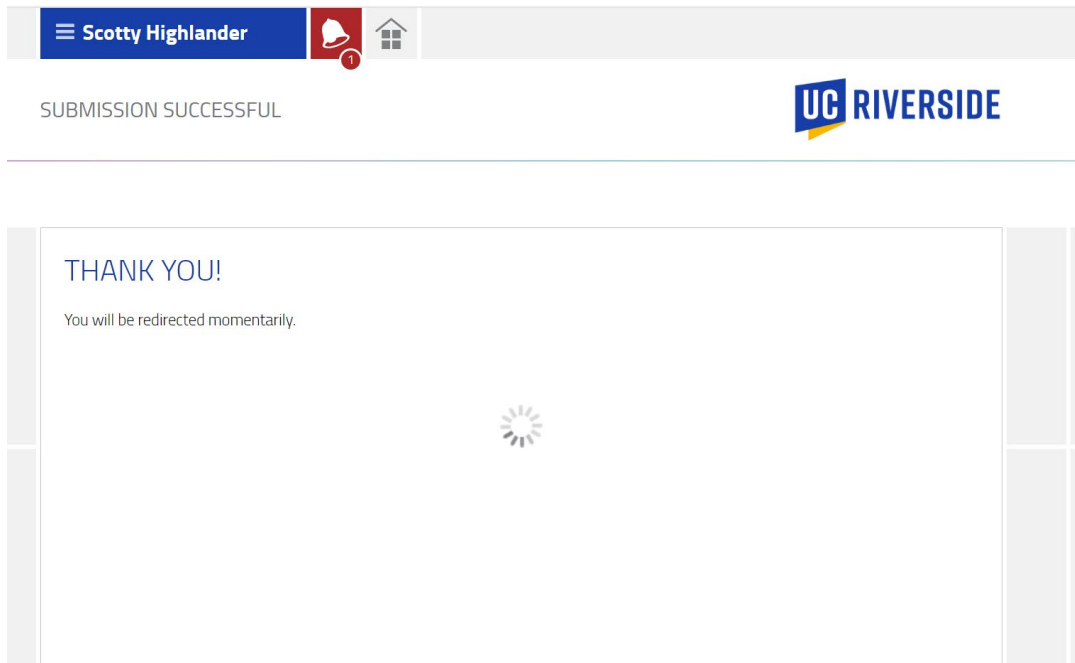 Scotty Highlander
1
SUBMISSION SUCCESSFUL
UC RIVERSIDE
THANK YOU!
You will be redirected momentarily.